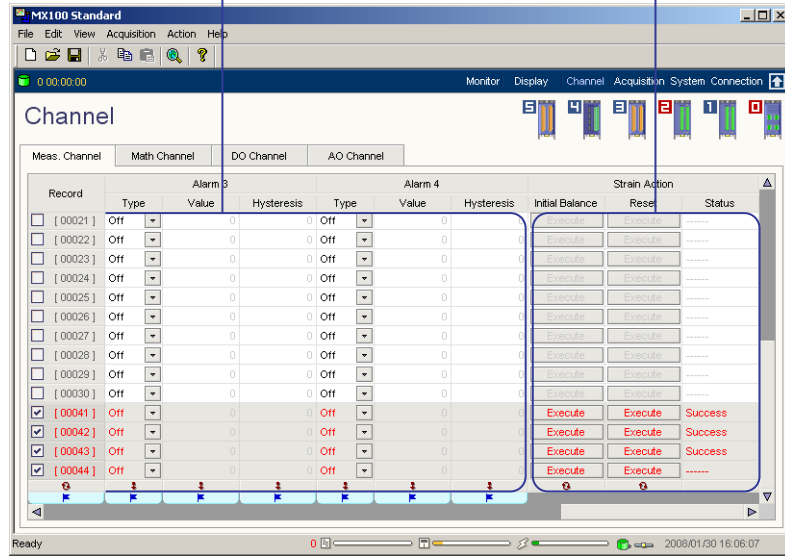 MX100 Standard
File Edit View Acquisition Action Help
0 00:00:00 Monitor Display Channel Acquisition System Connection
Channel 5 4 3 2 1 0
Meas. Channel Math Channel DO Channel AO Channel
Record Alarm 3 Alarm 4 Strain Action
Type Value Hysteresis Type Value Hysteresis Initial Balance Reset Status
[ 00021 ] Off 0 0 Off 0 0 Execute Execute ------
[ 00022 ] Off 0 0 Off 0 0 Execute Execute ------
[ 00023 ] Off 0 0 Off 0 0 Execute Execute ------
[ 00024 ] Off 0 0 Off 0 0 Execute Execute ------
[ 00025 ] Off 0 0 Off 0 0 Execute Execute ------
[ 00026 ] Off 0 0 Off 0 0 Execute Execute ------
[ 00027 ] Off 0 0 Off 0 0 Execute Execute ------
[ 00028 ] Off 0 0 Off 0 0 Execute Execute ------
[ 00029 ] Off 0 0 Off 0 0 Execute Execute ------
[ 00030 ] Off 0 0 Off 0 0 Execute Execute ------
[ 00041 ] Off 0 0 Off 0 0 Execute Execute Success
[ 00042 ] Off 0 0 Off 0 0 Execute Execute Success
[ 00043 ] Off 0 0 Off 0 0 Execute Execute Success
[ 00044 ] Off 0 0 Off 0 0 Execute Execute ------
Ready 0 2008/01/30 16:06:07